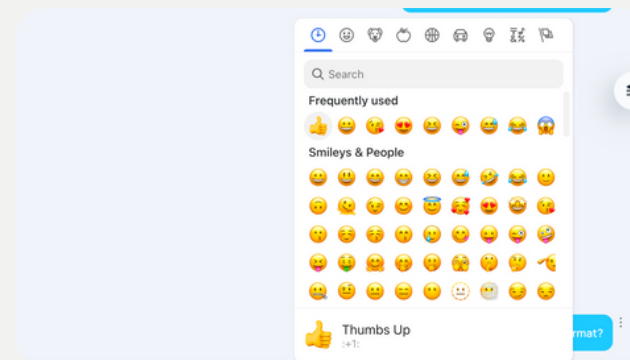 Search
Frequently used
Smileys & People
Thumbs Up
:+1:
rmat?